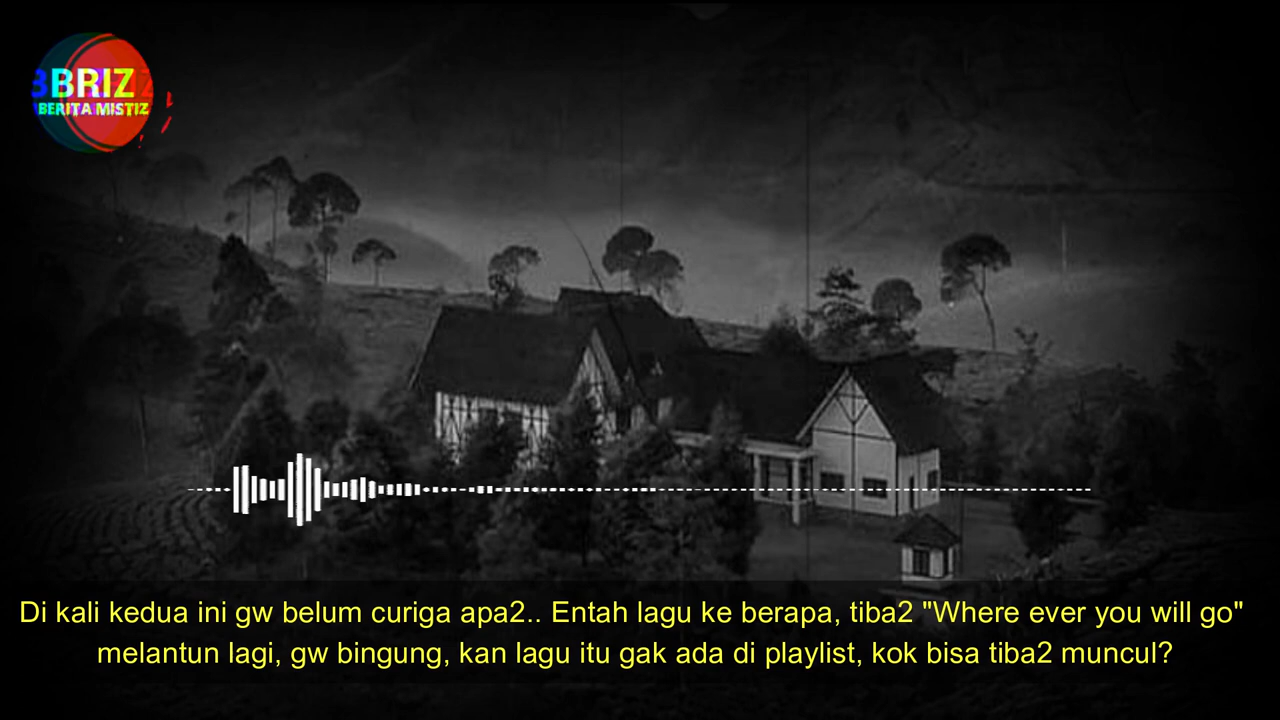 BRIZ
BERITA MISTIZ
Di kali kedua ini gw belum curiga apa2.. Entah lagu ke berapa, tiba2 "Where ever you will go"
melantun lagi, gw bingung, kan lagu itu gak ada di playlist, kok bisa tiba2 muncul?